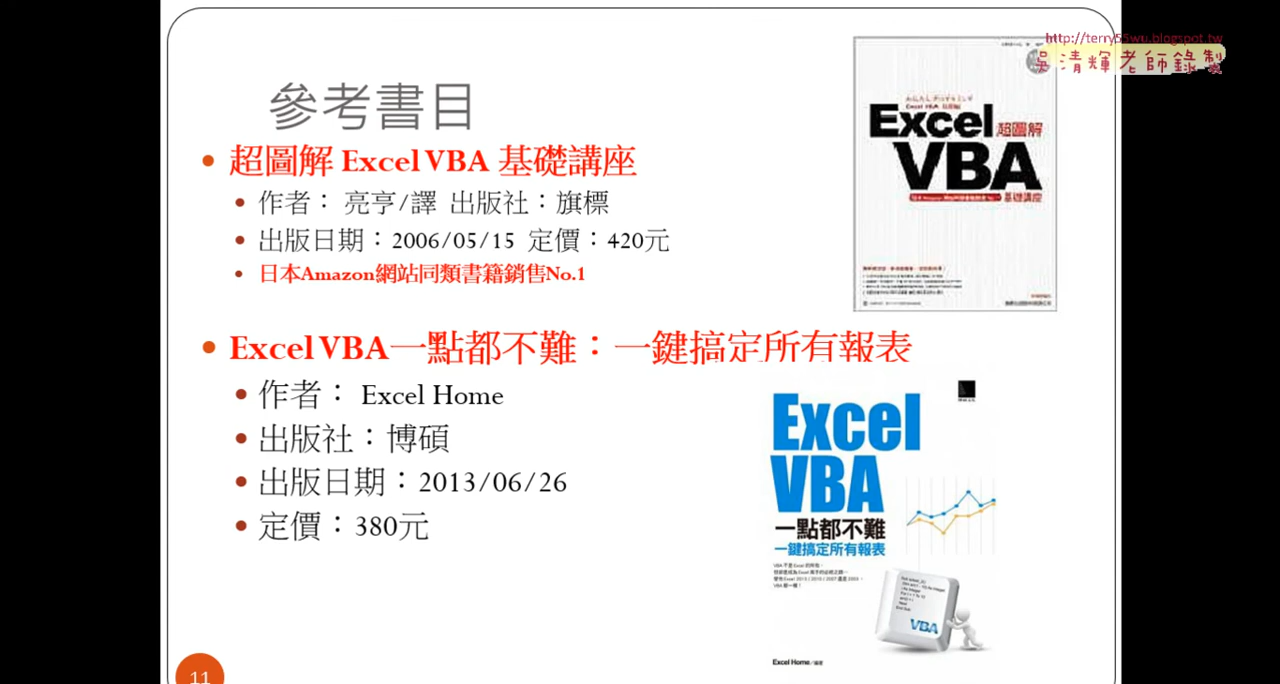 http://terry55wu.blogspot.tw
吳清輝老師錄製
參考書目
超圖解 Excel VBA 基礎講座
作者： 亮亨/譯 出版社：旗標
出版日期：2006/05/15 定價：420元
日本Amazon網站同類書籍銷售No.1
Excel 超圖解
VBA
基礎講座
Excel VBA一點都不難：一鍵搞定所有報表
作者： Excel Home
出版社：博碩
出版日期：2013/06/26
定價：380元
Excel
VBA
一點都不難
一鍵搞定所有報表
VBA
Excel Home／編著
11